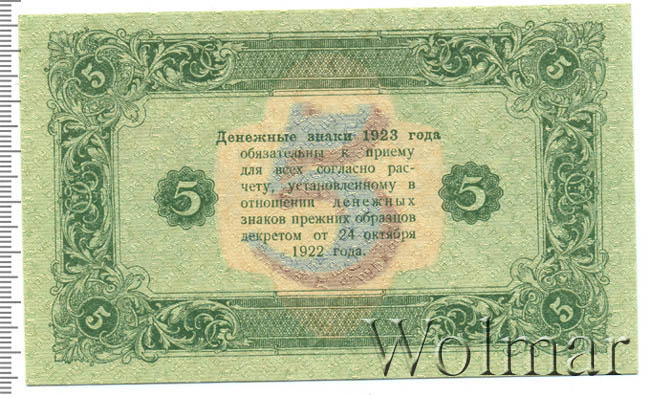 5 5
Денежные знаки 1923 года
обязательны к приему
для всех согласно рас-
чету, установленному в
отношении денежных
знаков прежних образцов
декретом от 24 октября
1922 года.
5 5
5
5 5
Wolmar